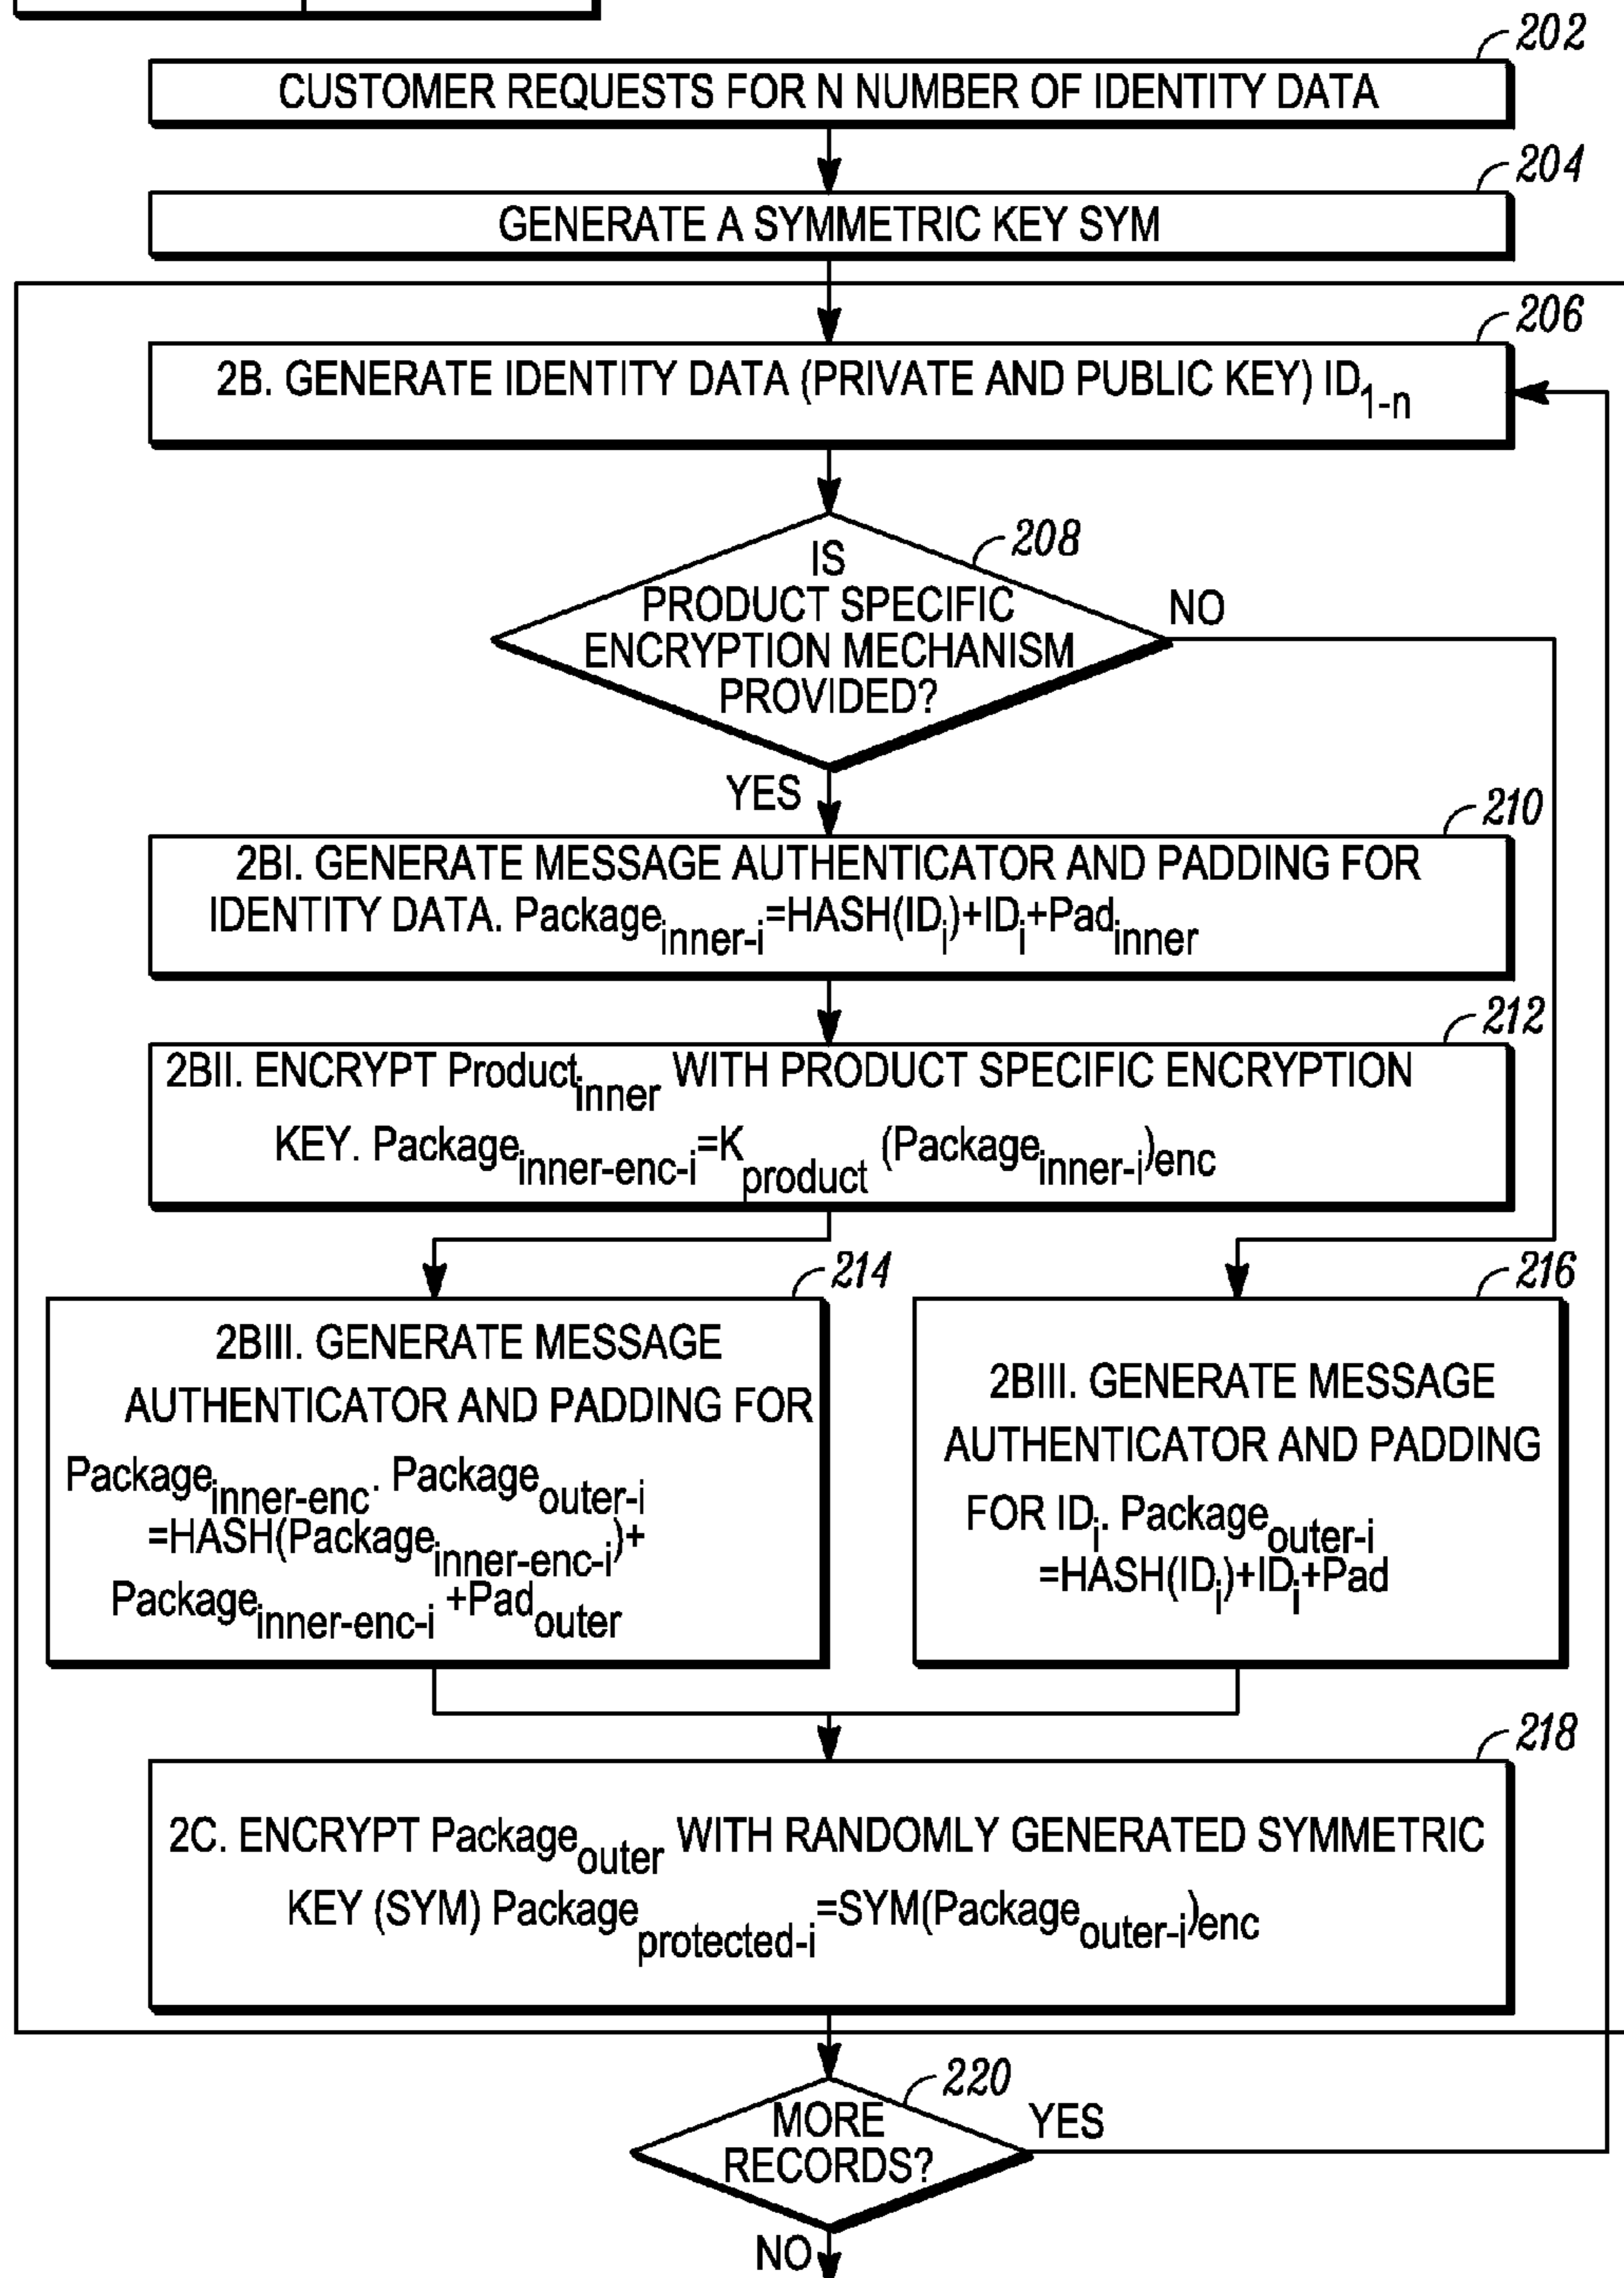 202
CUSTOMER REQUESTS FOR N NUMBER OF IDENTITY DATA
204
GENERATE A SYMMETRIC KEY SYM
206
2B. GENERATE IDENTITY DATA (PRIVATE AND PUBLIC KEY) ID1-n
208
IS
PRODUCT SPECIFIC
ENCRYPTION MECHANISM
PROVIDED?
NO
YES
210
2BI. GENERATE MESSAGE AUTHENTICATOR AND PADDING FOR
IDENTITY DATA. Packageinner-i=HASH(IDi)+IDi+Padinner
212
2BII. ENCRYPT Productinner WITH PRODUCT SPECIFIC ENCRYPTION
KEY. Packageinner-enc-i=Kproduct (Packageinner-i)enc
214
2BIII. GENERATE MESSAGE
AUTHENTICATOR AND PADDING FOR
Packageinner-enc. Packageouter-i
=HASH(Packageinner-enc-i)+
Packageinner-enc-i +Padouter
216
2BIII. GENERATE MESSAGE
AUTHENTICATOR AND PADDING
FOR IDi. Packageouter-i
=HASH(IDi)+IDi+Pad
218
2C. ENCRYPT Packageouter WITH RANDOMLY GENERATED SYMMETRIC
KEY (SYM) Packageprotected-i=SYM(Packageouter-i)enc
220
MORE
RECORDS?
YES
NO